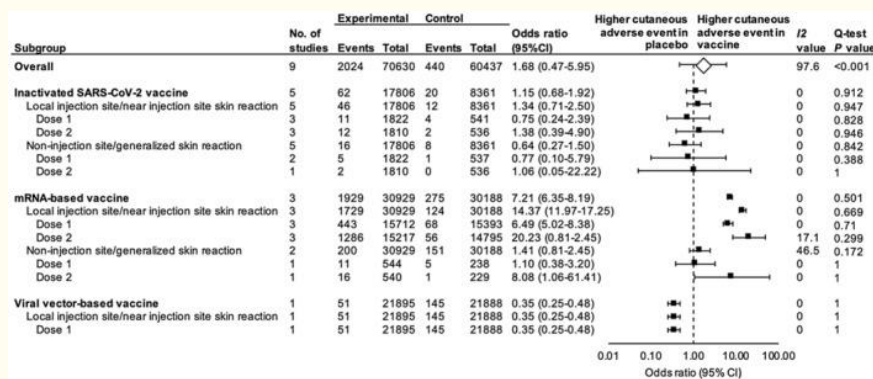 Experimental Control Higher cutaneous Higher cutaneous
No. of adverse event in adverse event in I2 Q-test
Subgroup studies Events Total Events Total Odds ratio (95%CI) placebo vaccine value P value
Overall 9 2024 70630 440 60437 1.68 (0.47-5.95) 97.6 <0.001
Inactivated SARS-CoV-2 vaccine 5 62 17806 20 8361 1.15 (0.68-1.92) 0 0.912
Local injection site/near injection site skin reaction 5 46 17806 12 8361 1.34 (0.71-2.50) 0 0.947
Dose 1 3 11 1822 4 541 0.75 (0.24-2.39) 0 0.828
Dose 2 3 12 1810 2 536 1.38 (0.39-4.90) 0 0.946
Non-injection site/generalized skin reaction 5 16 17806 8 8361 0.64 (0.27-1.50) 0 0.842
Dose 1 2 5 1822 1 537 0.77 (0.10-5.79) 0 0.388
Dose 2 1 2 1810 0 536 1.06 (0.05-22.22) 0 1
mRNA-based vaccine 3 1929 30929 275 30188 7.21 (6.35-8.19) 0 0.501
Local injection site/near injection site skin reaction 3 1729 30929 124 30188 14.37 (11.97-17.25) 0 0.669
Dose 1 3 443 15712 68 15393 6.49 (5.02-8.38) 0 0.71
Dose 2 3 1286 15217 56 14795 20.23 (0.81-2.45) 17.1 0.299
Non-injection site/generalized skin reaction 2 200 30929 151 30188 1.41 (0.81-2.45) 46.5 0.172
Dose 1 1 11 544 5 238 1.10 (0.38-3.20) 0 1
Dose 2 1 16 540 1 229 8.08 (1.06-61.41) 0 1
Viral vector-based vaccine 1 51 21895 145 21888 0.35 (0.25-0.48) 0 1
Local injection site/near injection site skin reaction 1 51 21895 145 21888 0.35 (0.25-0.48) 0 1
Dose 1 1 51 21895 145 21888 0.35 (0.25-0.48) 0 1
0.01 0.10 1.00 10.00 100.00
Odds ratio (95% CI)